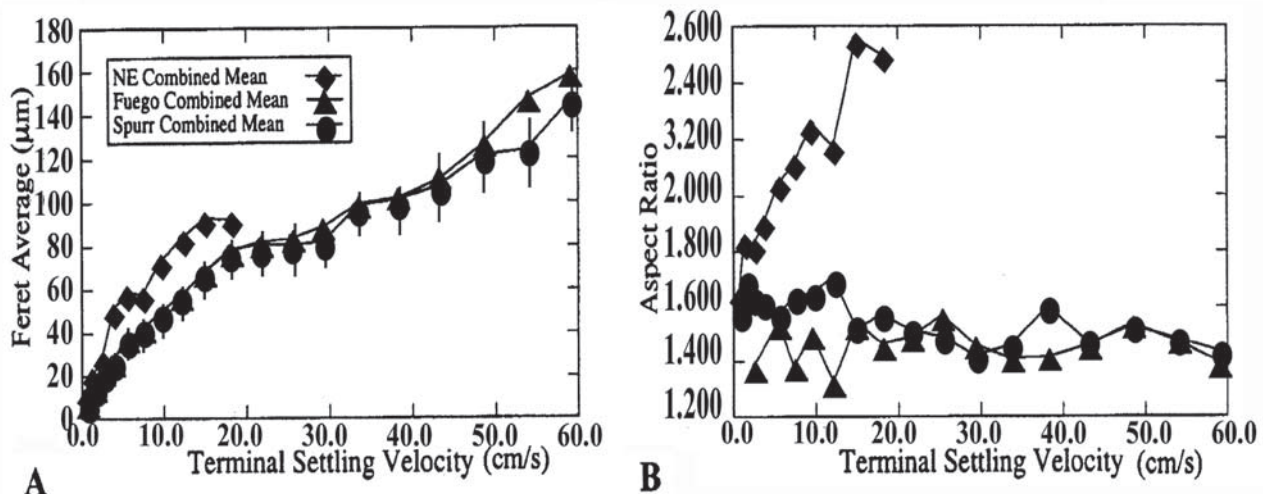 180
160
140
120
100
80
60
40
20
0
Feret Average (µm)
NE Combined Mean
Fuego Combined Mean
Spurr Combined Mean
0.0 10.0 20.0 30.0 40.0 50.0 60.0
Terminal Settling Velocity (cm/s)
A
2.600
2.400
3.200
2.000
1.800
1.600
1.400
1.200
Aspect Ratio
0.0 10.0 20.0 30.0 40.0 50.0 60.0
Terminal Settling Velocity (cm/s)
B